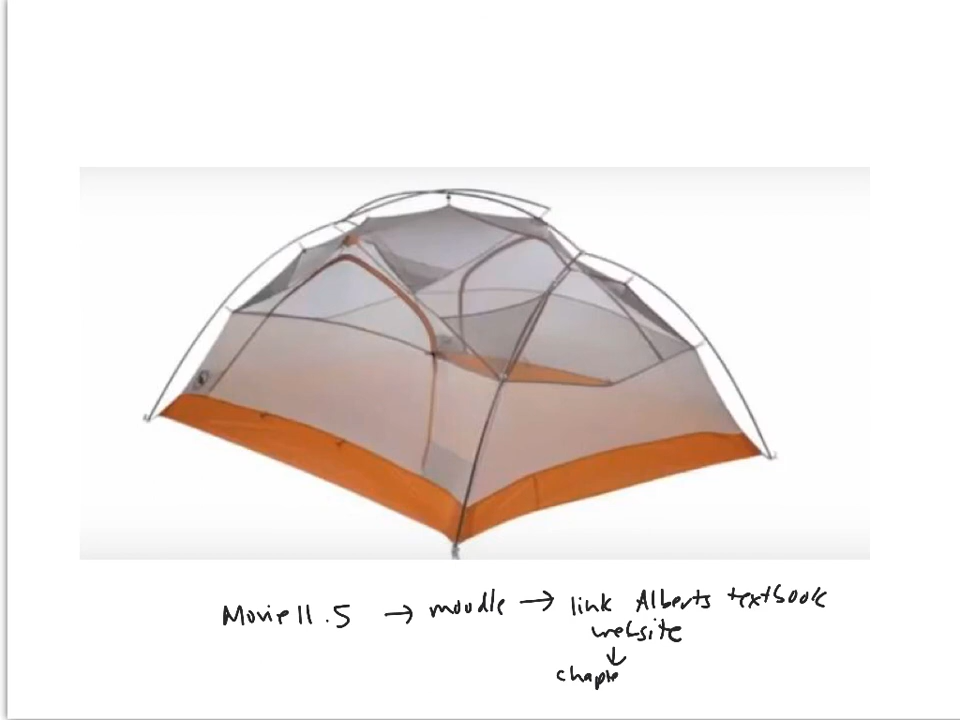 Movie 11.5 → moodle → link Alberts textbook
website
↓
chapte